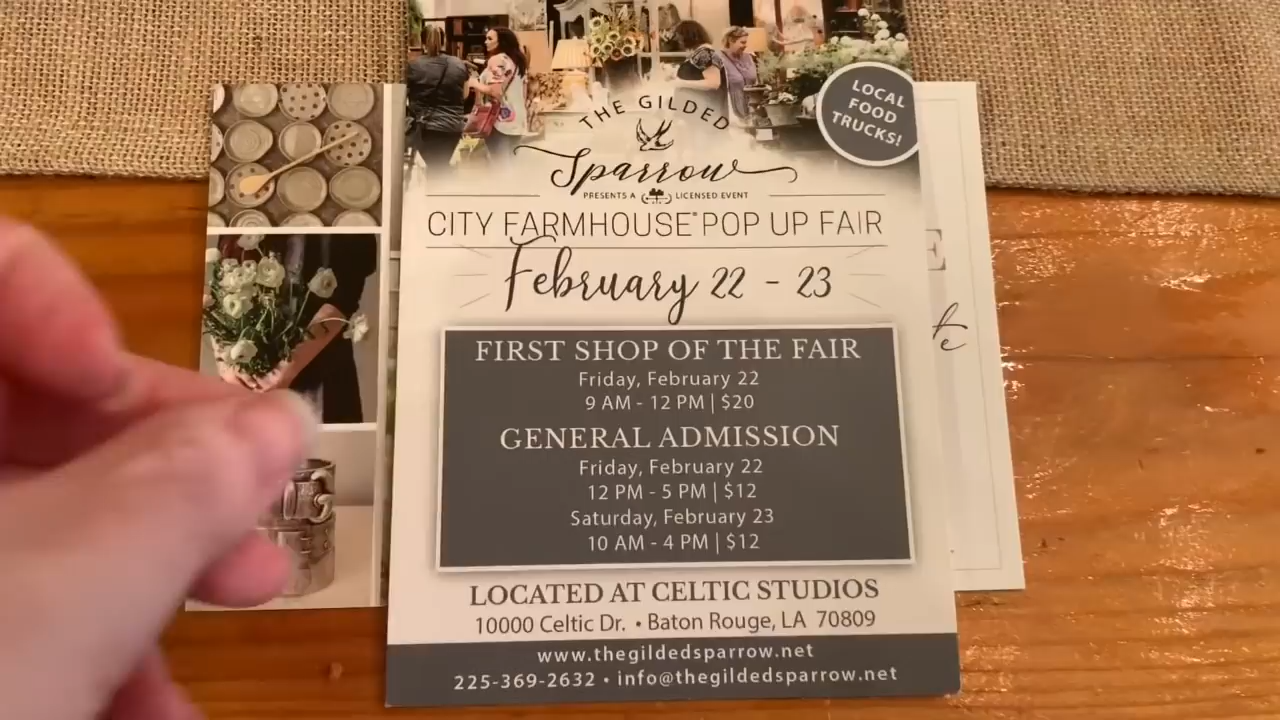 LOCAL
FOOD
TRUCKS!
THE GILDED
Sparrow
PRESENTS A LICENSED EVENT
CITY FARMHOUSE® POP UP FAIR
February 22 - 23
FIRST SHOP OF THE FAIR
Friday, February 22
9 AM - 12 PM | $20
GENERAL ADMISSION
Friday, February 22
12 PM - 5 PM | $12
Saturday, February 23
10 AM - 4 PM | $12
LOCATED AT CELTIC STUDIOS
10000 Celtic Dr. • Baton Rouge, LA 70809
www.thegildedsparrow.net
225-369-2632 • info@thegildedsparrow.net
E
te